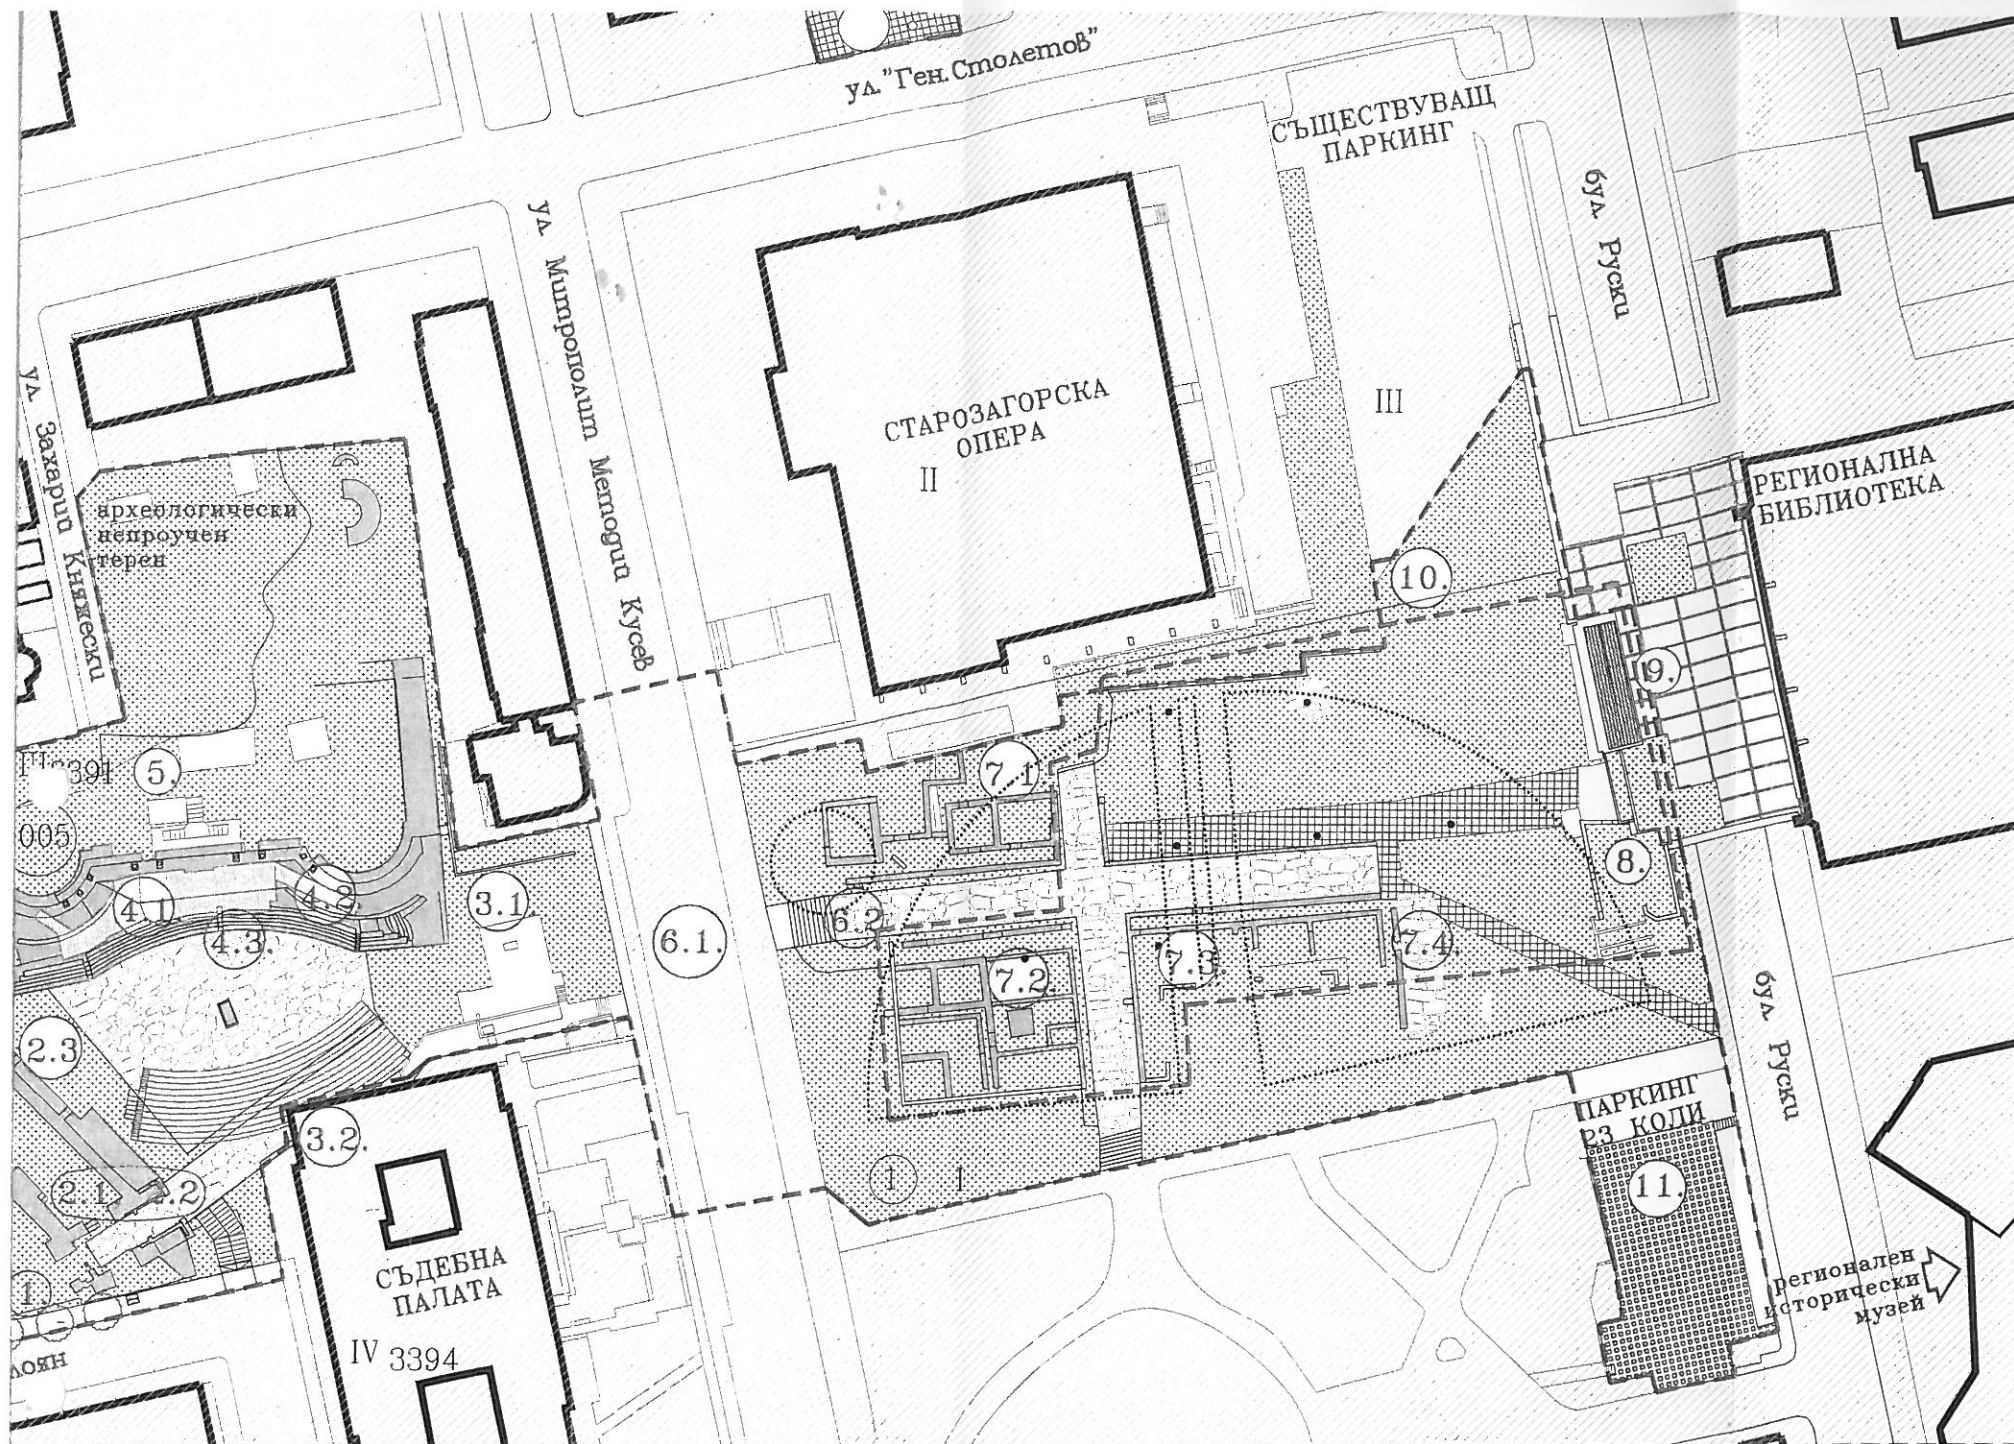 ул. "Ген. Столетов"
СЪЩЕСТВУВАЩ
ПАРКИНГ
бул. Руски
ул. Митрополит Методий Кусев
ул. Захарий Княжески
СТАРОЗАГОРСКА
ОПЕРА
II
III
РЕГИОНАЛНА
БИБЛИОТЕКА
археологически
непроучен
терен
10.
9.
5.
3391
005
7.1
8.
4.1.
4.2.
4.3.
3.1.
6.1.
6.2
7.2.
7.3.
7.4.
2.3
3.2.
2.1.
2.2
1.
1
I
ПАРКИНГ
23 КОЛИ
11.
бул. Руски
СЪДЕБНА
ПАЛАТА
IV 3394
регионален
исторически
музей